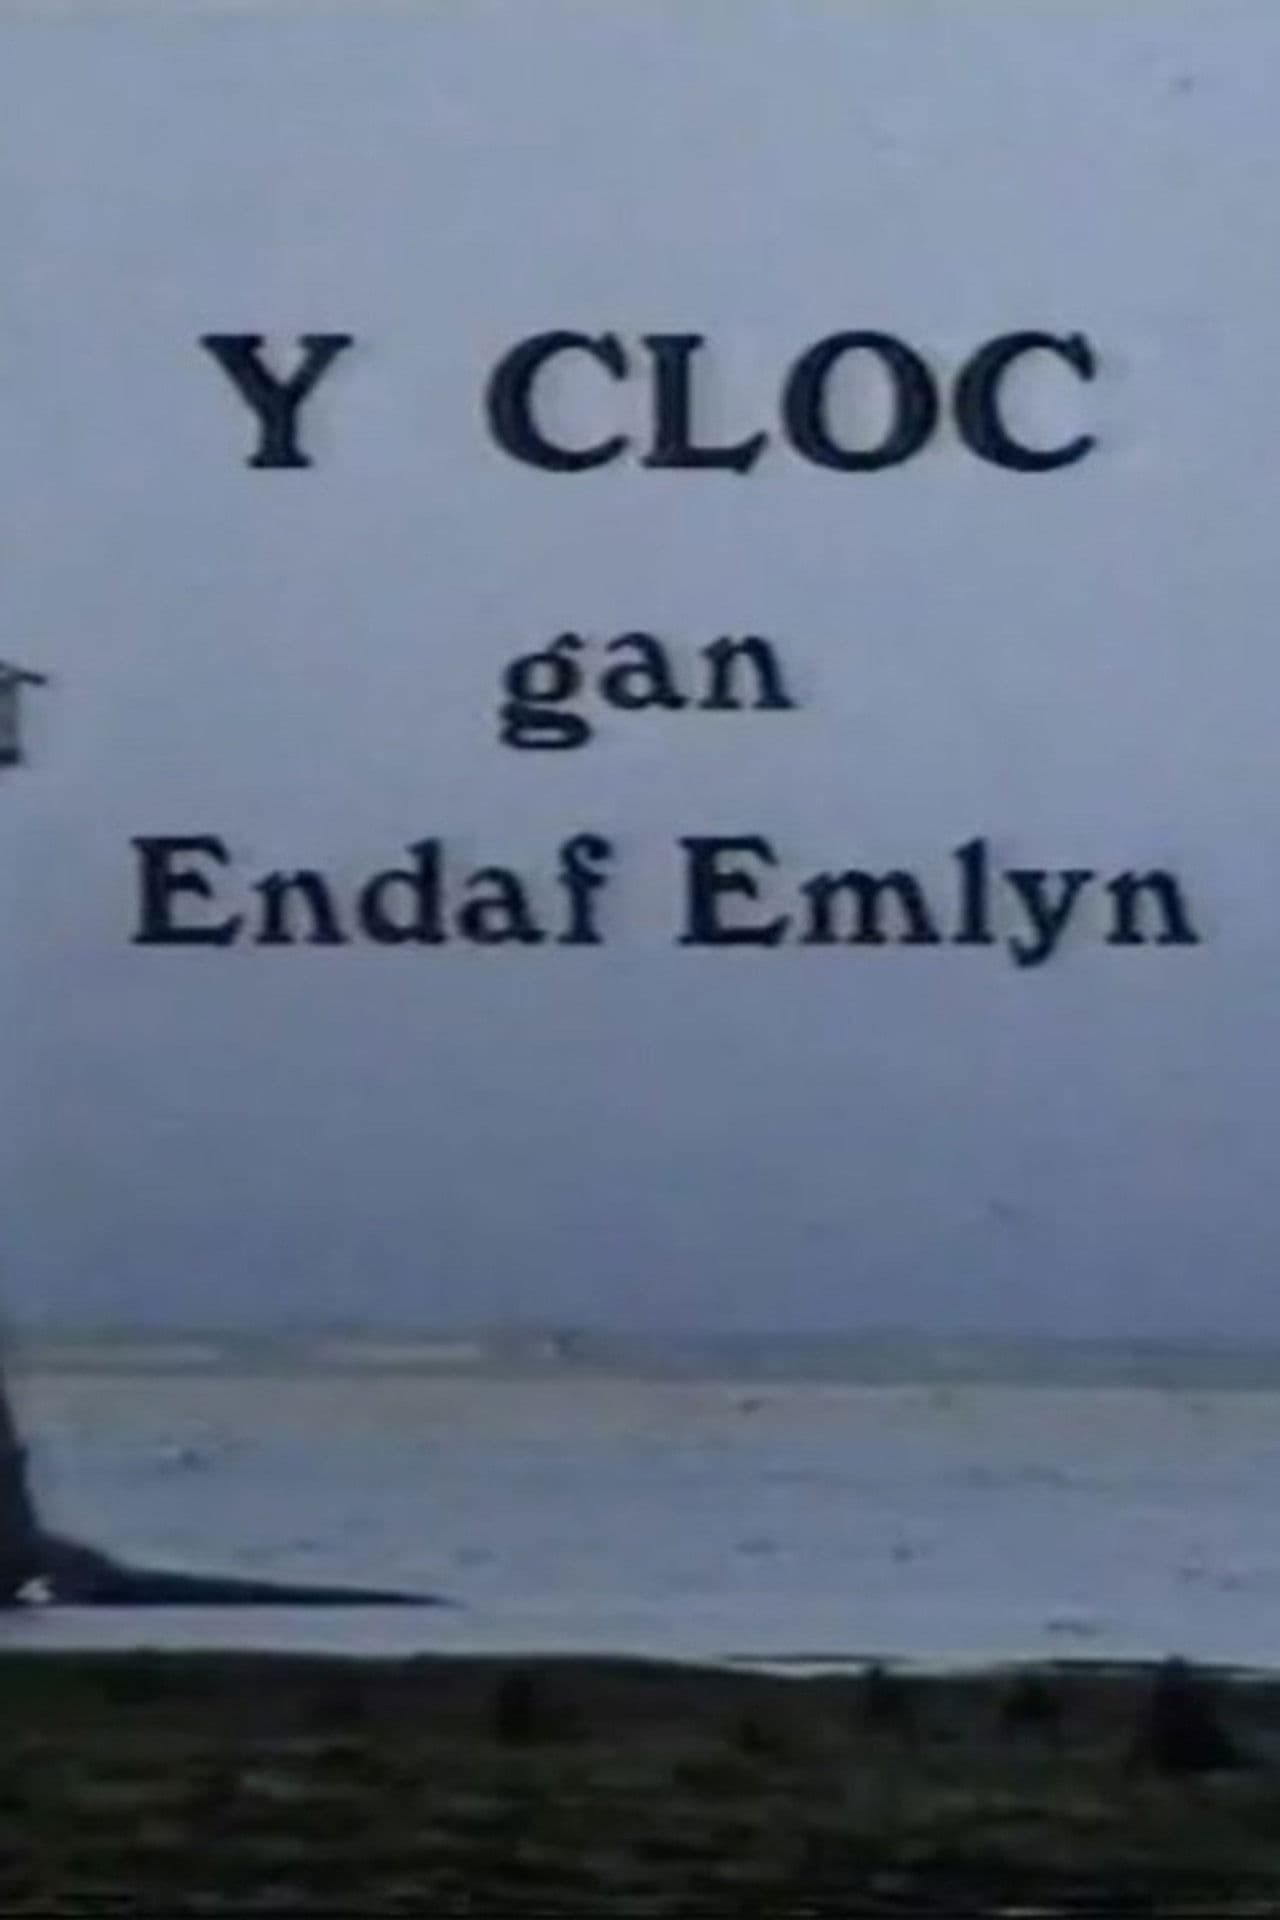 Y CLOC
gan
Endaf Emlyn